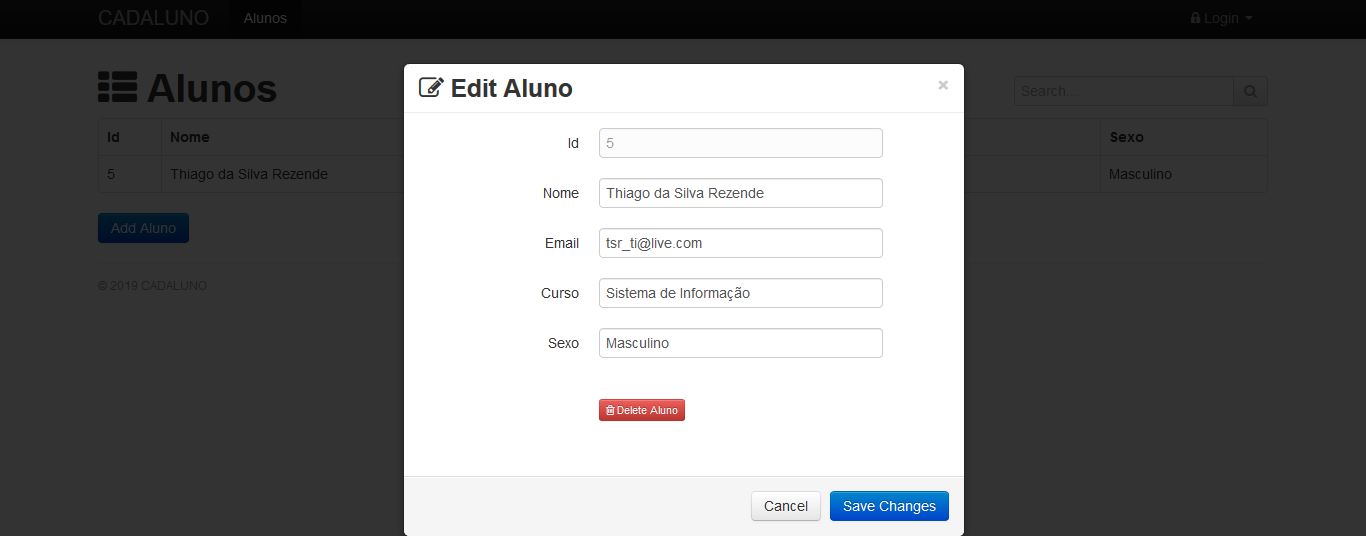 CADALUNO Alunos Login
Alunos
Search...
Id Nome Sexo
5 Thiago da Silva Rezende Masculino
Add Aluno
© 2019 CADALUNO
Edit Aluno ×
Id 5
Nome Thiago da Silva Rezende
Email tsr_ti@live.com
Curso Sistema de Informação
Sexo Masculino
Delete Aluno
Cancel Save Changes